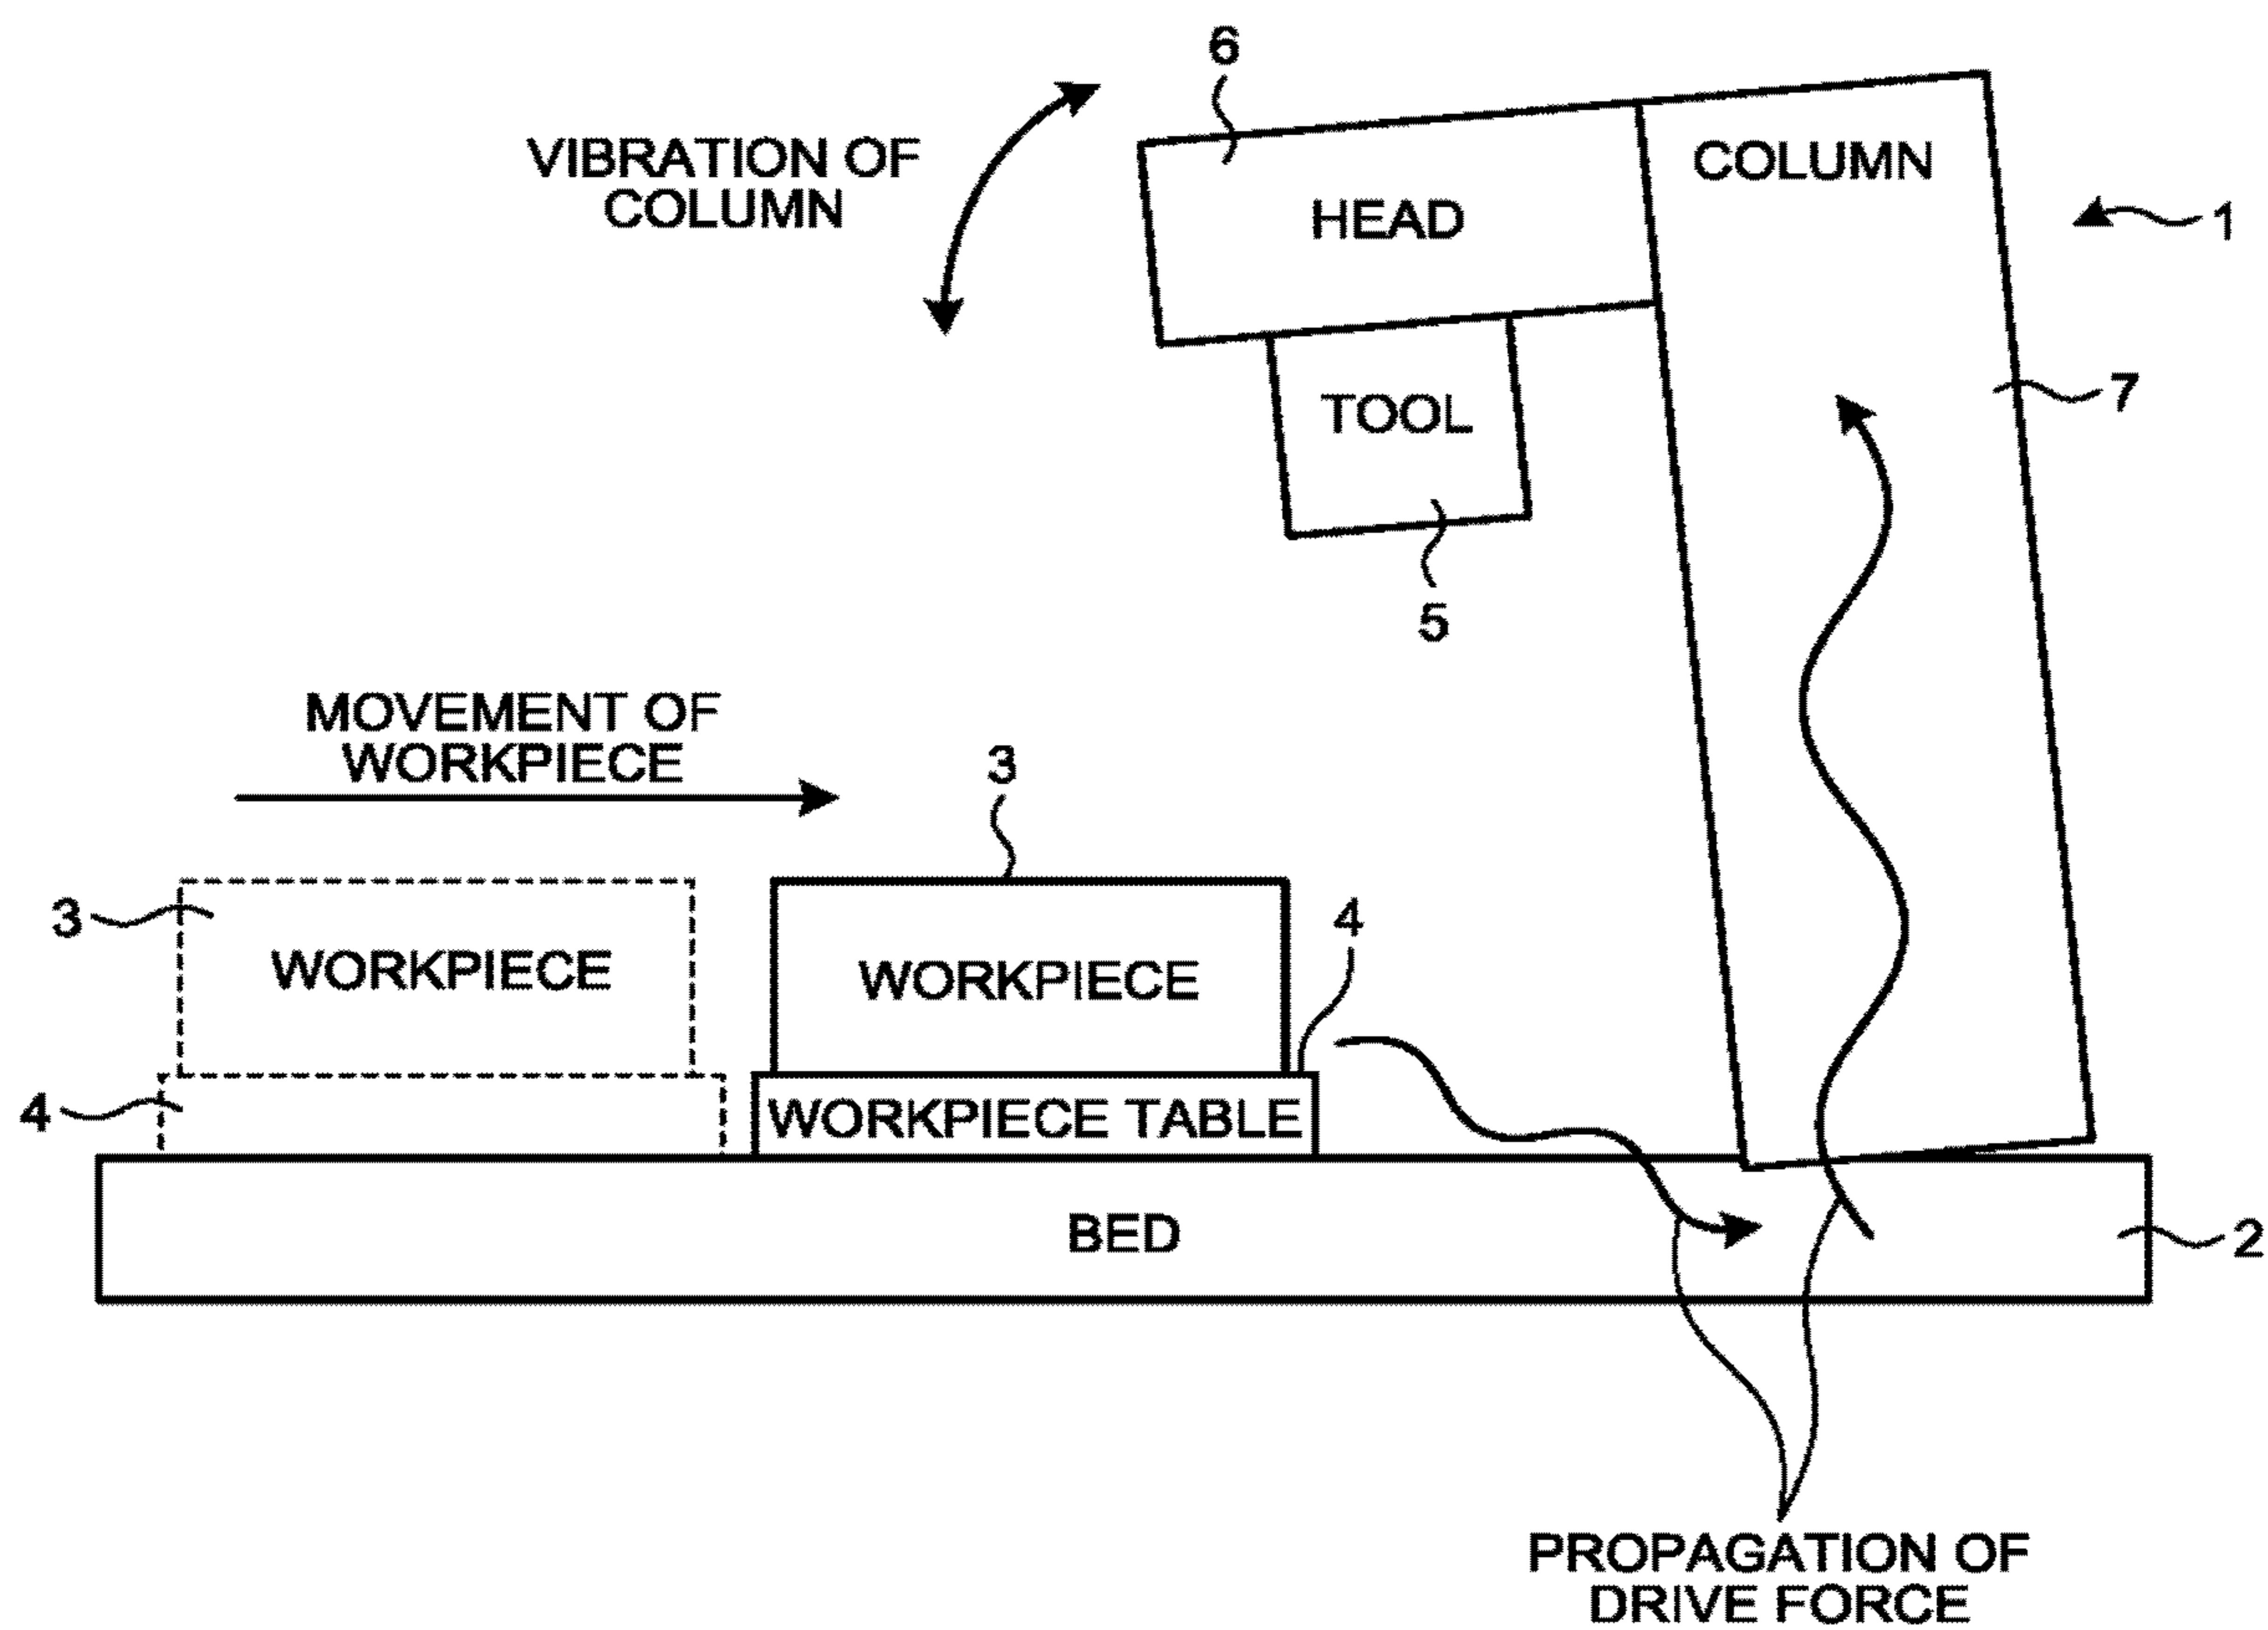 6
VIBRATION OF
COLUMN
COLUMN
HEAD
1
TOOL
7
5
MOVEMENT OF
WORKPIECE
3
3
WORKPIECE
WORKPIECE
4
4
WORKPIECE TABLE
BED
2
PROPAGATION OF
DRIVE FORCE